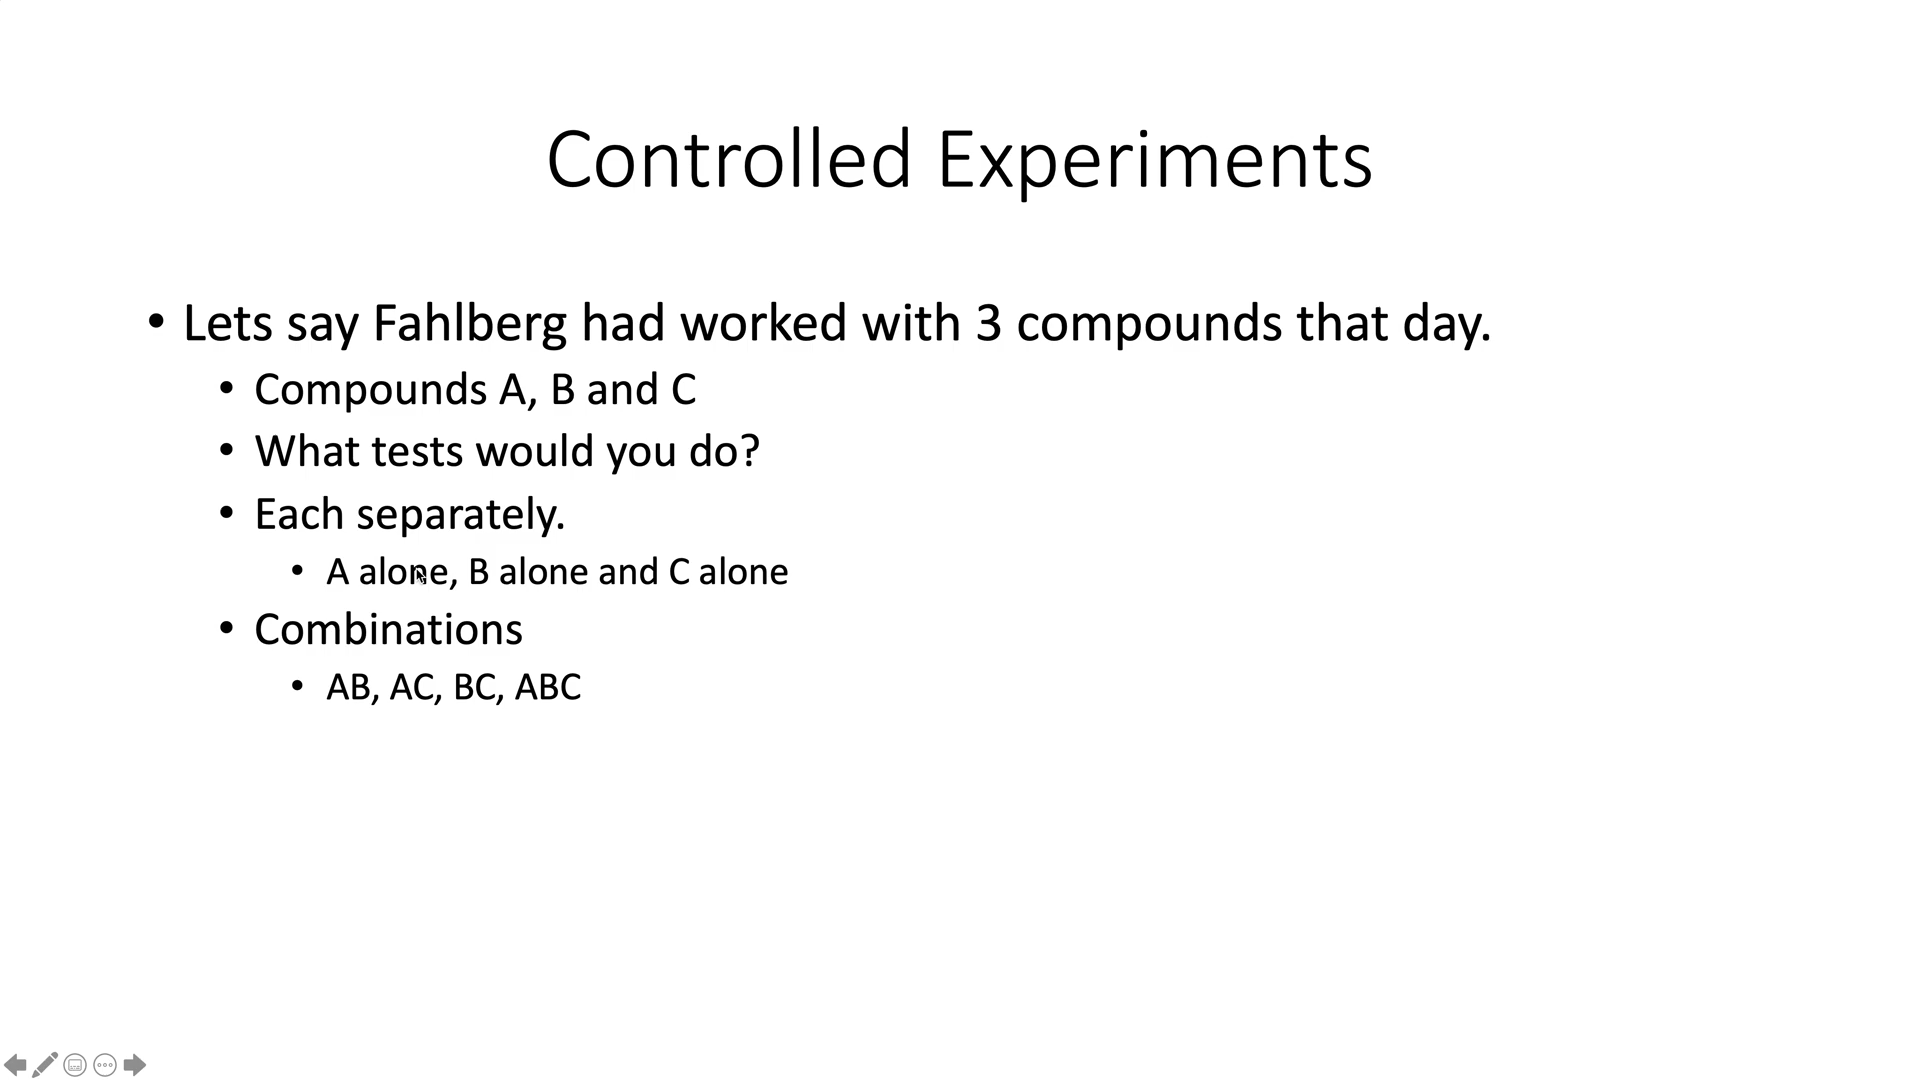 Controlled Experiments
• Lets say Fahlberg had worked with 3 compounds that day.
• Compounds A, B and C
• What tests would you do?
• Each separately.
• A alone, B alone and C alone
• Combinations
• AB, AC, BC, ABC